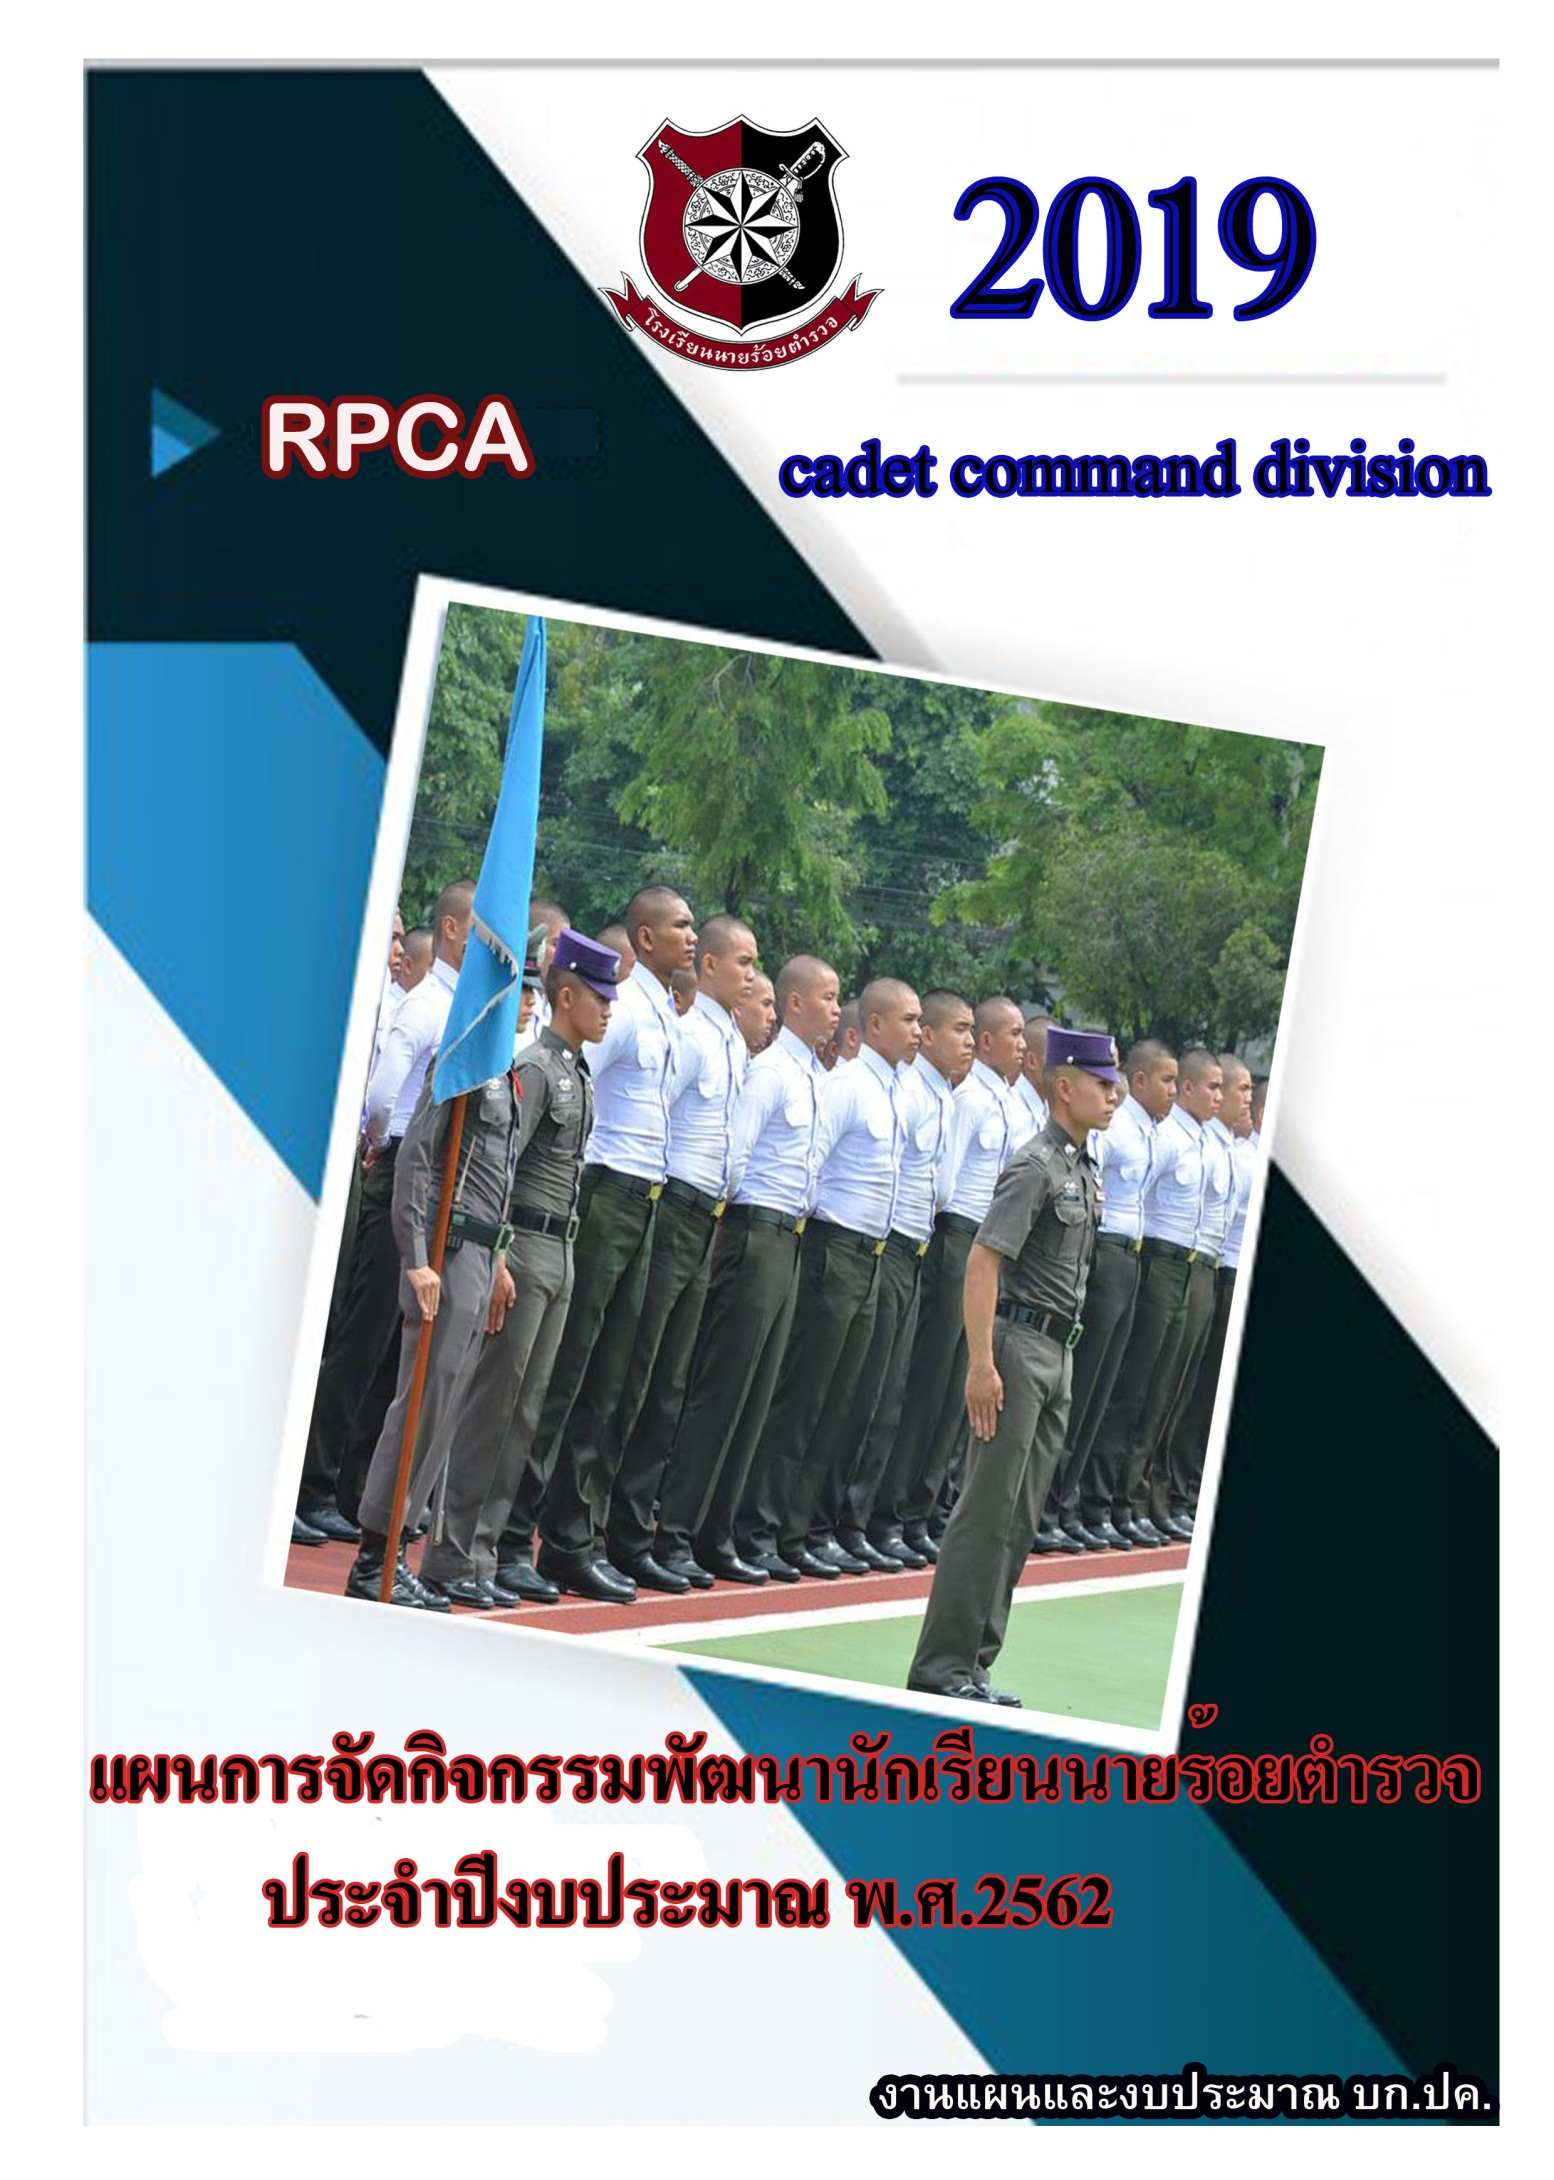 2019
โรงเรียนนายร้อยตำรวจ
RPCA
cadet command division
แผนการจัดกิจกรรมพัฒนานักเรียนนายร้อยตำรวจ
ประจำปีงบประมาณ พ.ศ.2562
งานแผนและงบประมาณ บก.ปค.